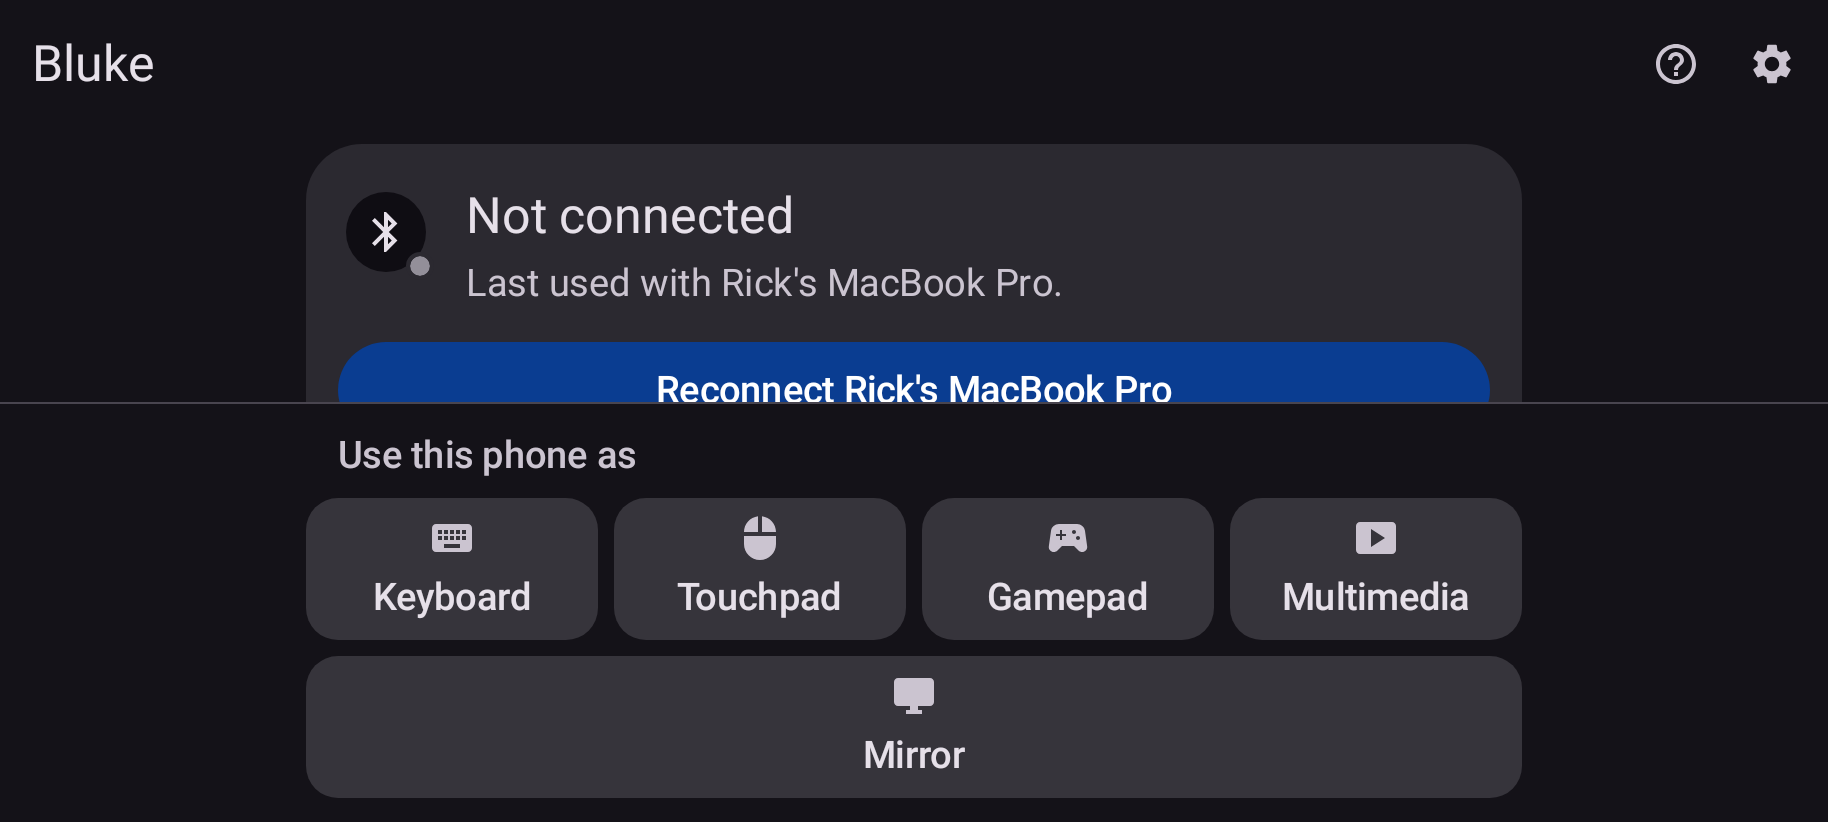 Bluke
Not connected
Last used with Rick's MacBook Pro.
Reconnect Rick's MacBook Pro
Use this phone as
Keyboard
Touchpad
Gamepad
Multimedia
Mirror